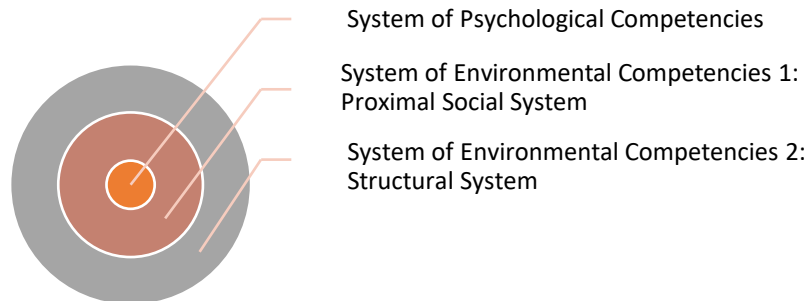 System of Psychological Competencies
System of Environmental Competencies 1:
Proximal Social System
System of Environmental Competencies 2:
Structural System